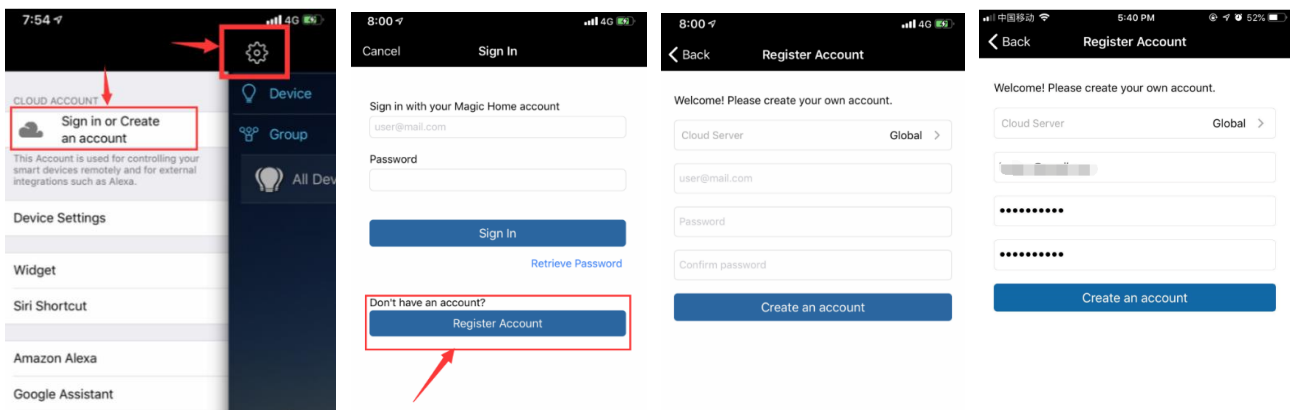 7:54
4G
CLOUD ACCOUNT
Sign in or Create
an account
This Account is used for controlling your
smart devices remotely and for external
integrations such as Alexa.
Device Settings
Widget
Siri Shortcut
Amazon Alexa
Google Assistant
Device
Group
All Dev
8:00
4G
Cancel
Sign In
Sign in with your Magic Home account
user@mail.com
Password
Sign In
Retrieve Password
Don't have an account?
Register Account
8:00
4G
Back
Register Account
Welcome! Please create your own account.
Cloud Server
Global
user@mail.com
Password
Confirm password
Create an account
中国移动
5:40 PM
52%
Back
Register Account
Welcome! Please create your own account.
Cloud Server
Global
Create an account